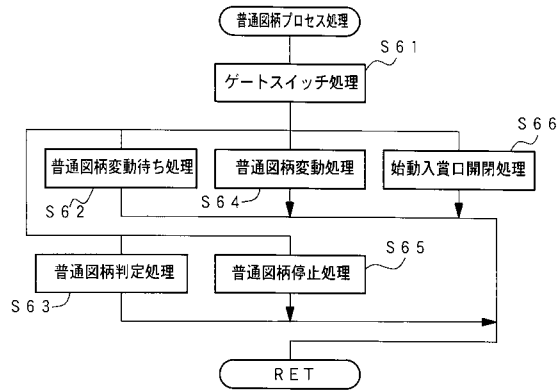 普通図柄プロセス処理
S61
ゲートスイッチ処理
S66
普通図柄変動待ち処理
普通図柄変動処理
始動入賞口開閉処理
S62
S64
S65
普通図柄判定処理
普通図柄停止処理
S63
RET